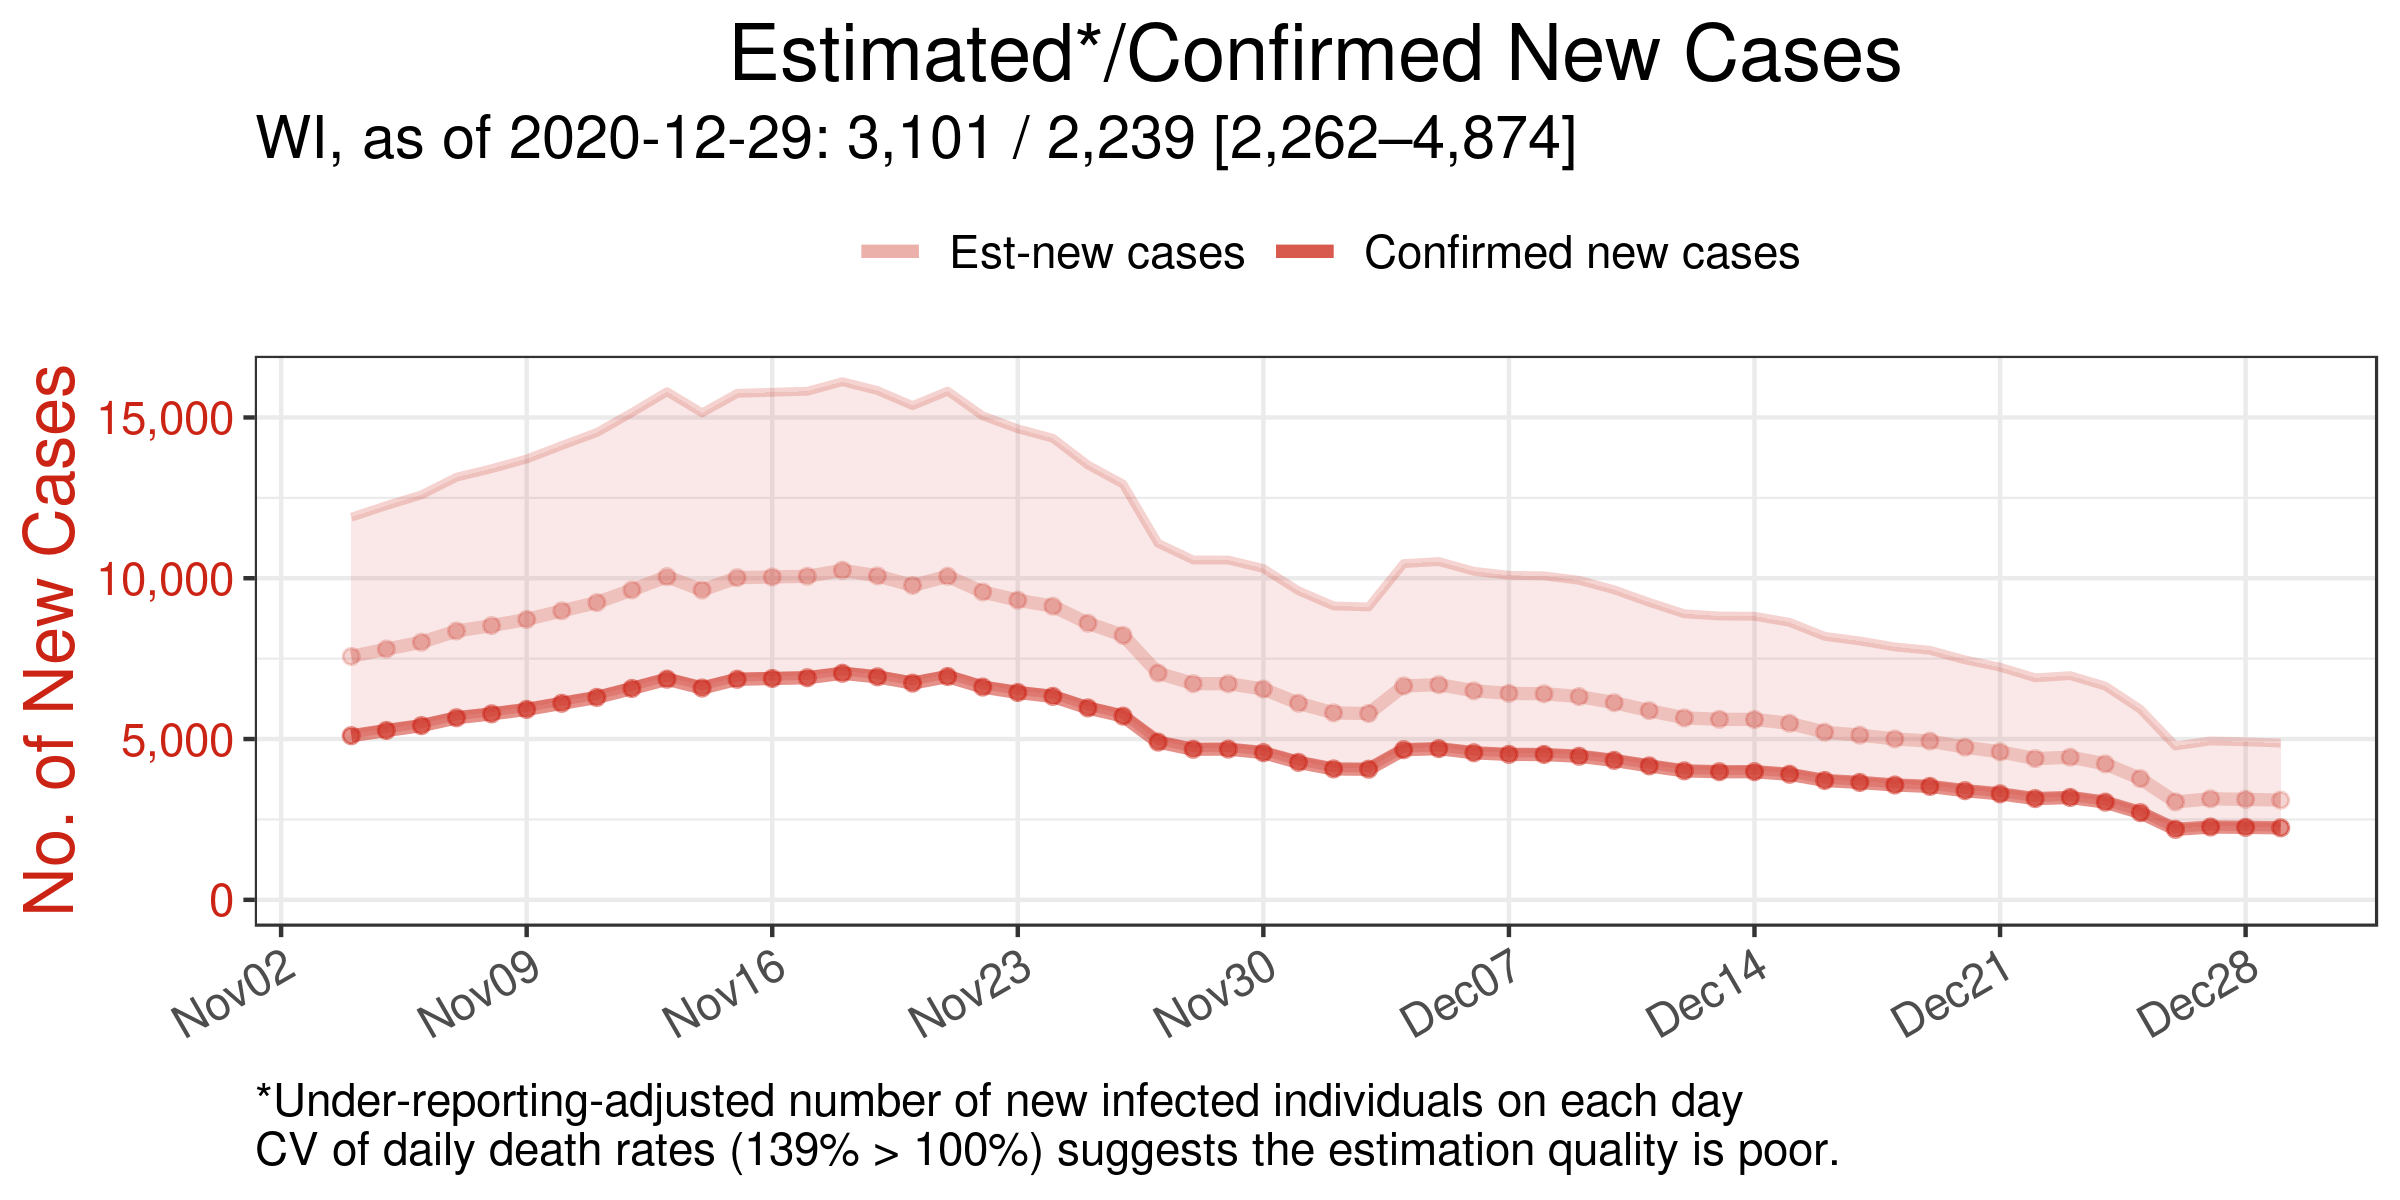 Estimated*/Confirmed New Cases
WI, as of 2020-12-29: 3,101 / 2,239 [2,262–4,874]
Est-new cases
Confirmed new cases
No. of New Cases
15,000
10,000
5,000
0
Nov02
Nov09
Nov16
Nov23
Nov30
Dec07
Dec14
Dec21
Dec28
*Under-reporting-adjusted number of new infected individuals on each day
CV of daily death rates (139% > 100%) suggests the estimation quality is poor.